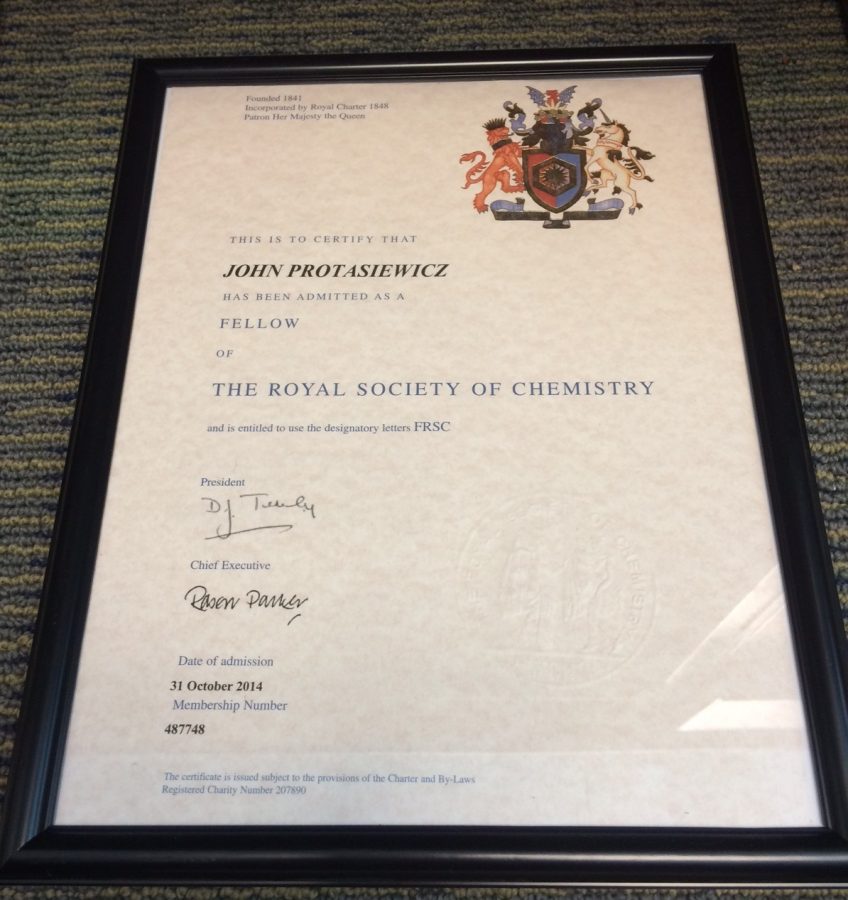 Founded 1841
Incorporated by Royal Charter 1848
Patron Her Majesty the Queen
THIS IS TO CERTIFY THAT
JOHN PROTASIEWICZ
HAS BEEN ADMITTED AS A
FELLOW
OF
THE ROYAL SOCIETY OF CHEMISTRY
and is entitled to use the designatory letters FRSC
President
Chief Executive
Date of admission
31 October 2014
Membership Number
487748
The certificate is issued subject to the provisions of the Charter and By-Laws
Registered Charity Number 207890